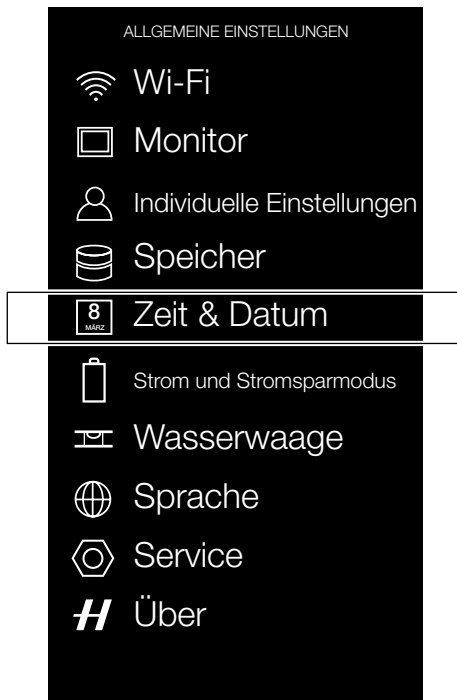 ALLGEMEINE EINSTELLUNGEN
Wi-Fi
Monitor
Individuelle Einstellungen
Speicher
8
MÄRZ
Zeit & Datum
Strom und Stromsparmodus
Wasserwaage
Sprache
Service
H Über